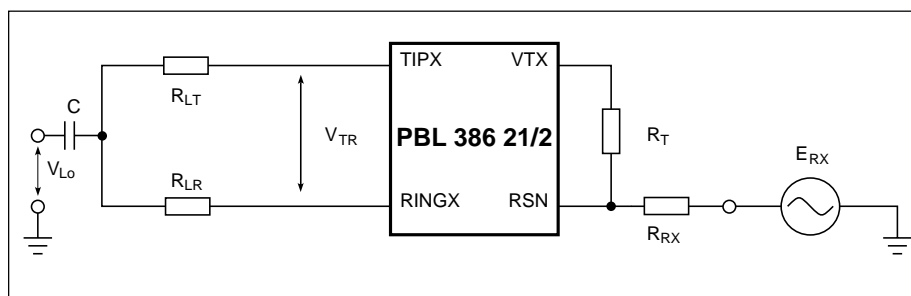 TIPX
VTX
R_LT
C
V_TR
PBL 386 21/2
R_T
E_RX
V_Lo
R_LR
RINGX
RSN
R_RX